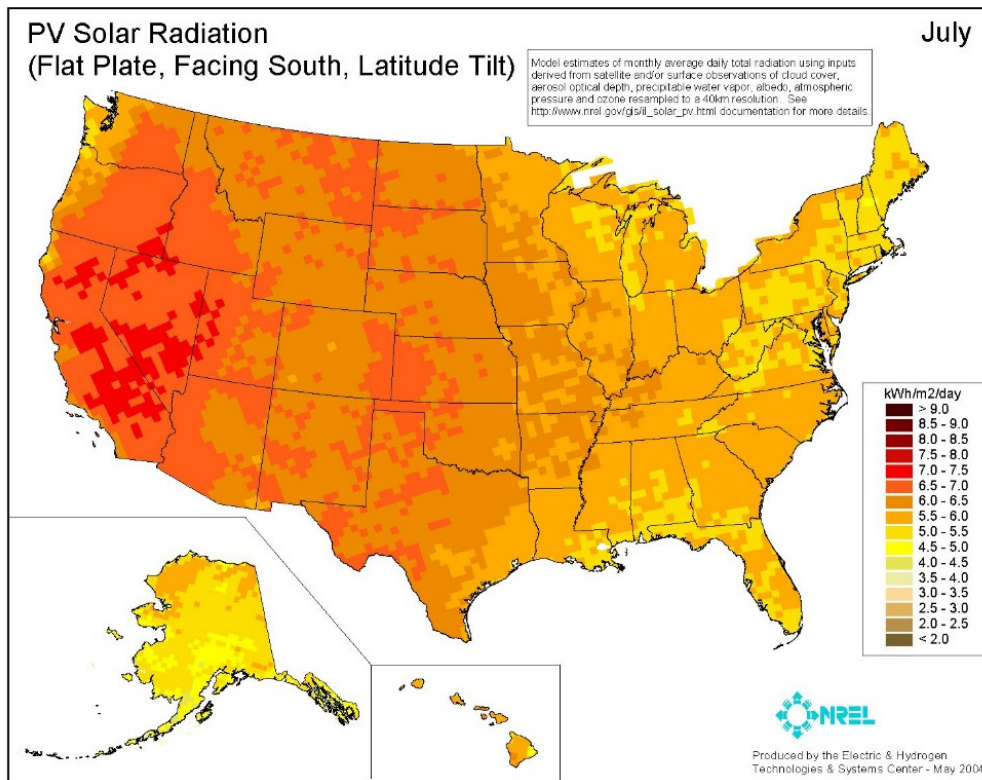 PV Solar Radiation
(Flat Plate, Facing South, Latitude Tilt)
July
Model estimates of monthly average daily total radiation using inputs
derived from satellite and/or surface observations of cloud cover,
aerosol optical depth, precipitable water vapor, albedo, atmospheric
pressure and ozone resampled to a 40km resolution. See
http://www.nrel.gov/gis/il_solar_pv.html documentation for more details.
kWh/m2/day
> 9.0
8.5 - 9.0
8.0 - 8.5
7.5 - 8.0
7.0 - 7.5
6.5 - 7.0
6.0 - 6.5
5.5 - 6.0
5.0 - 5.5
4.5 - 5.0
4.0 - 4.5
3.5 - 4.0
3.0 - 3.5
2.5 - 3.0
2.0 - 2.5
< 2.0
NREL
Produced by the Electric & Hydrogen
Technologies & Systems Center - May 2004